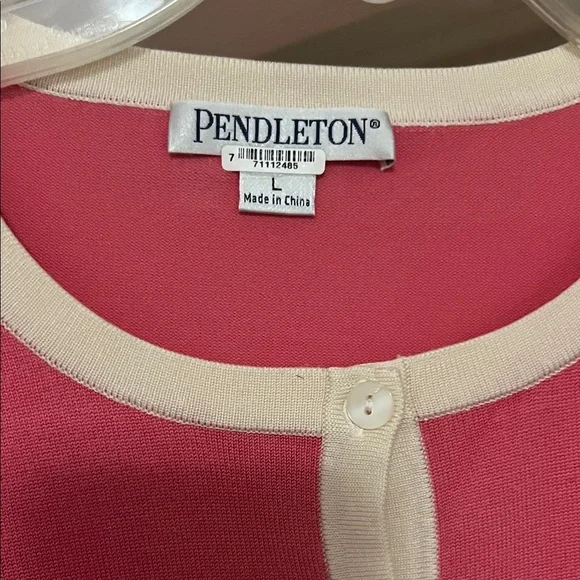 PENDLETON®
7
71112485
L
Made in China